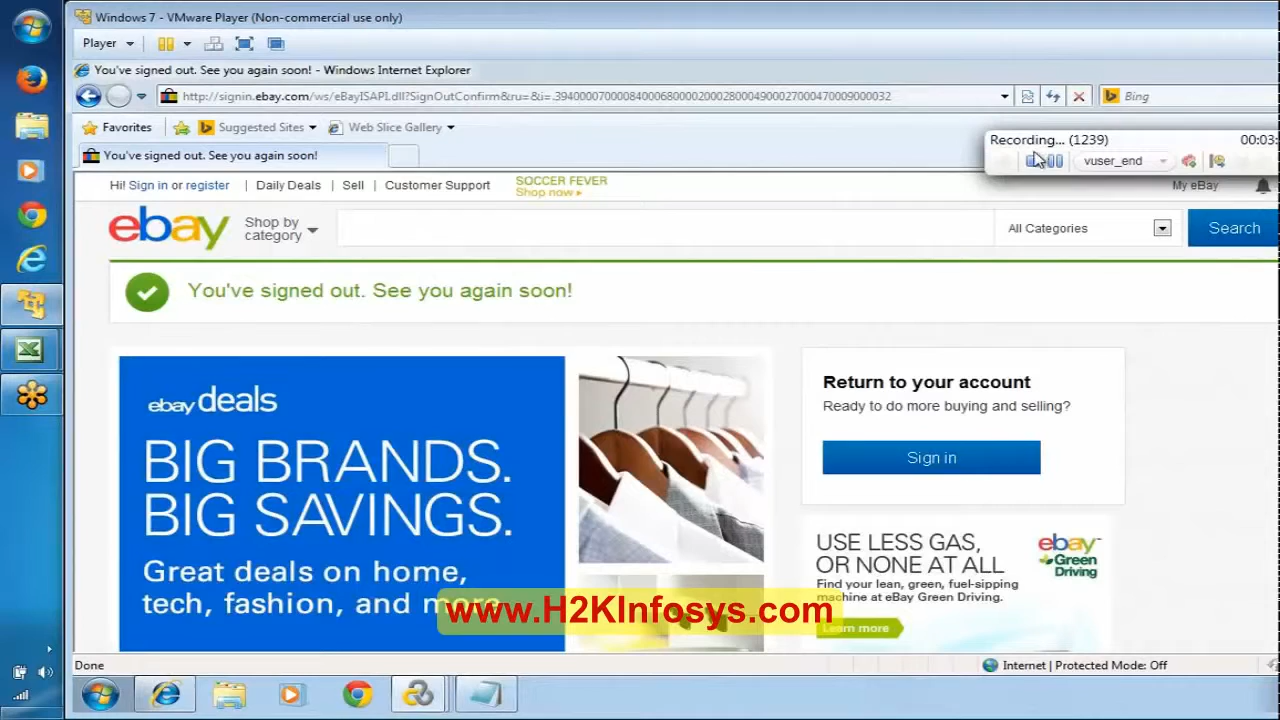 Windows 7 - VMware Player (Non-commercial use only)
Player
You've signed out. See you again soon! - Windows Internet Explorer
http://signin.ebay.com/ws/eBayISAPI.dll?SignOutConfirm&ru=&i=.3940000700008400068000020002800049000270004700090000​32
Bing
Favorites
Suggested Sites
Web Slice Gallery
You've signed out. See you again soon!
Recording... (1239)
00:03:
vuser_end
Hi! Sign in or register
Daily Deals
Sell
Customer Support
SOCCER FEVER
Shop now
My eBay
ebay
Shop by
category
All Categories
Search
You've signed out. See you again soon!
ebay deals
BIG BRANDS.
BIG SAVINGS.
Great deals on home,
tech, fashion, and more
Return to your account
Ready to do more buying and selling?
Sign in
USE LESS GAS,
OR NONE AT ALL
Find your lean, green, fuel-sipping
machine at eBay Green Driving.
Learn more
ebay
Green
Driving
www.H2KInfosys.com
Done
Internet | Protected Mode: Off